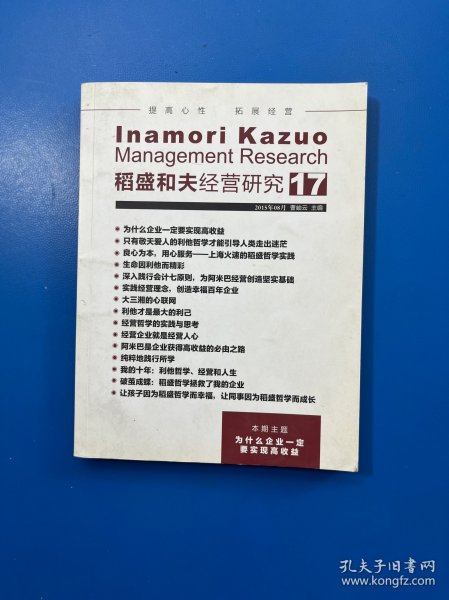 提高心性 拓展经营
Inamori Kazuo
Management Research
稻盛和夫经营研究 17
2015年08月 曹岫云 主编
为什么企业一定要实现高收益
只有敬天爱人的利他哲学才能引导人类走出迷茫
良心为本，用心服务——上海火速的稻盛哲学实践
生命因利他而精彩
深入践行会计七原则，为阿米巴经营创造坚实基础
实践经营理念，创造幸福百年企业
大三湘的心联网
利他才是最大的利己
经营哲学的实践与思考
经营企业就是经营人心
阿米巴是企业获得高收益的必由之路
纯粹地践行所学
我的十年：利他哲学、经营和人生
破茧成蝶：稻盛哲学拯救了我的企业
让孩子因为稻盛哲学而幸福，让同事因为稻盛哲学而成长
本期主题
为什么企业一定
要实现高收益
孔夫子旧书网
www.kongfz.com